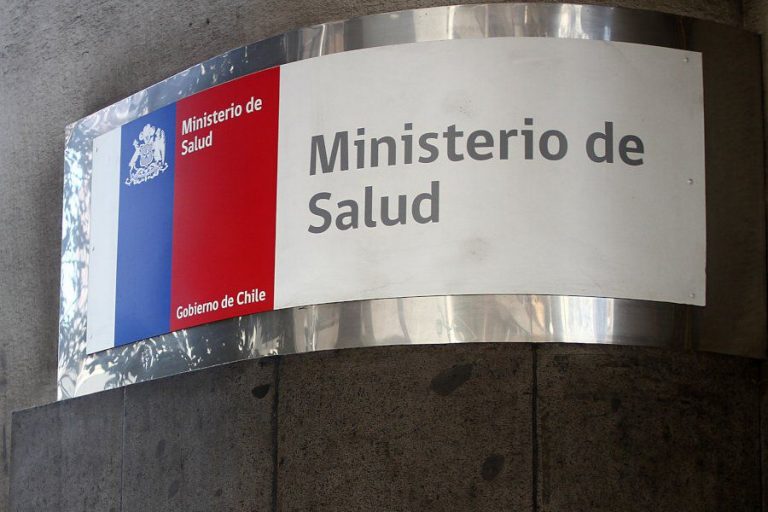 Ministerio de
Salud
Gobierno de Chile
Ministerio de
Salud